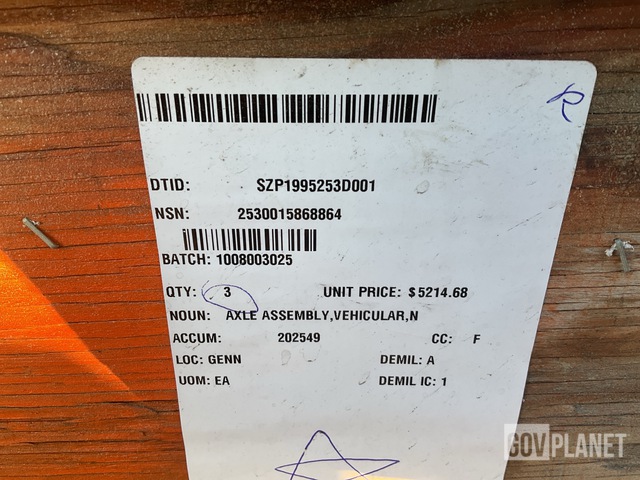 R
DTID: SZP1995253D001
NSN: 2530015868864
BATCH: 1008003025
QTY: 3 UNIT PRICE: $5214.68
NOUN: AXLE ASSEMBLY,VEHICULAR,N
ACCUM: 202549 CC: F
LOC: GENN DEMIL: A
UOM: EA DEMIL IC: 1
GOVPLANET